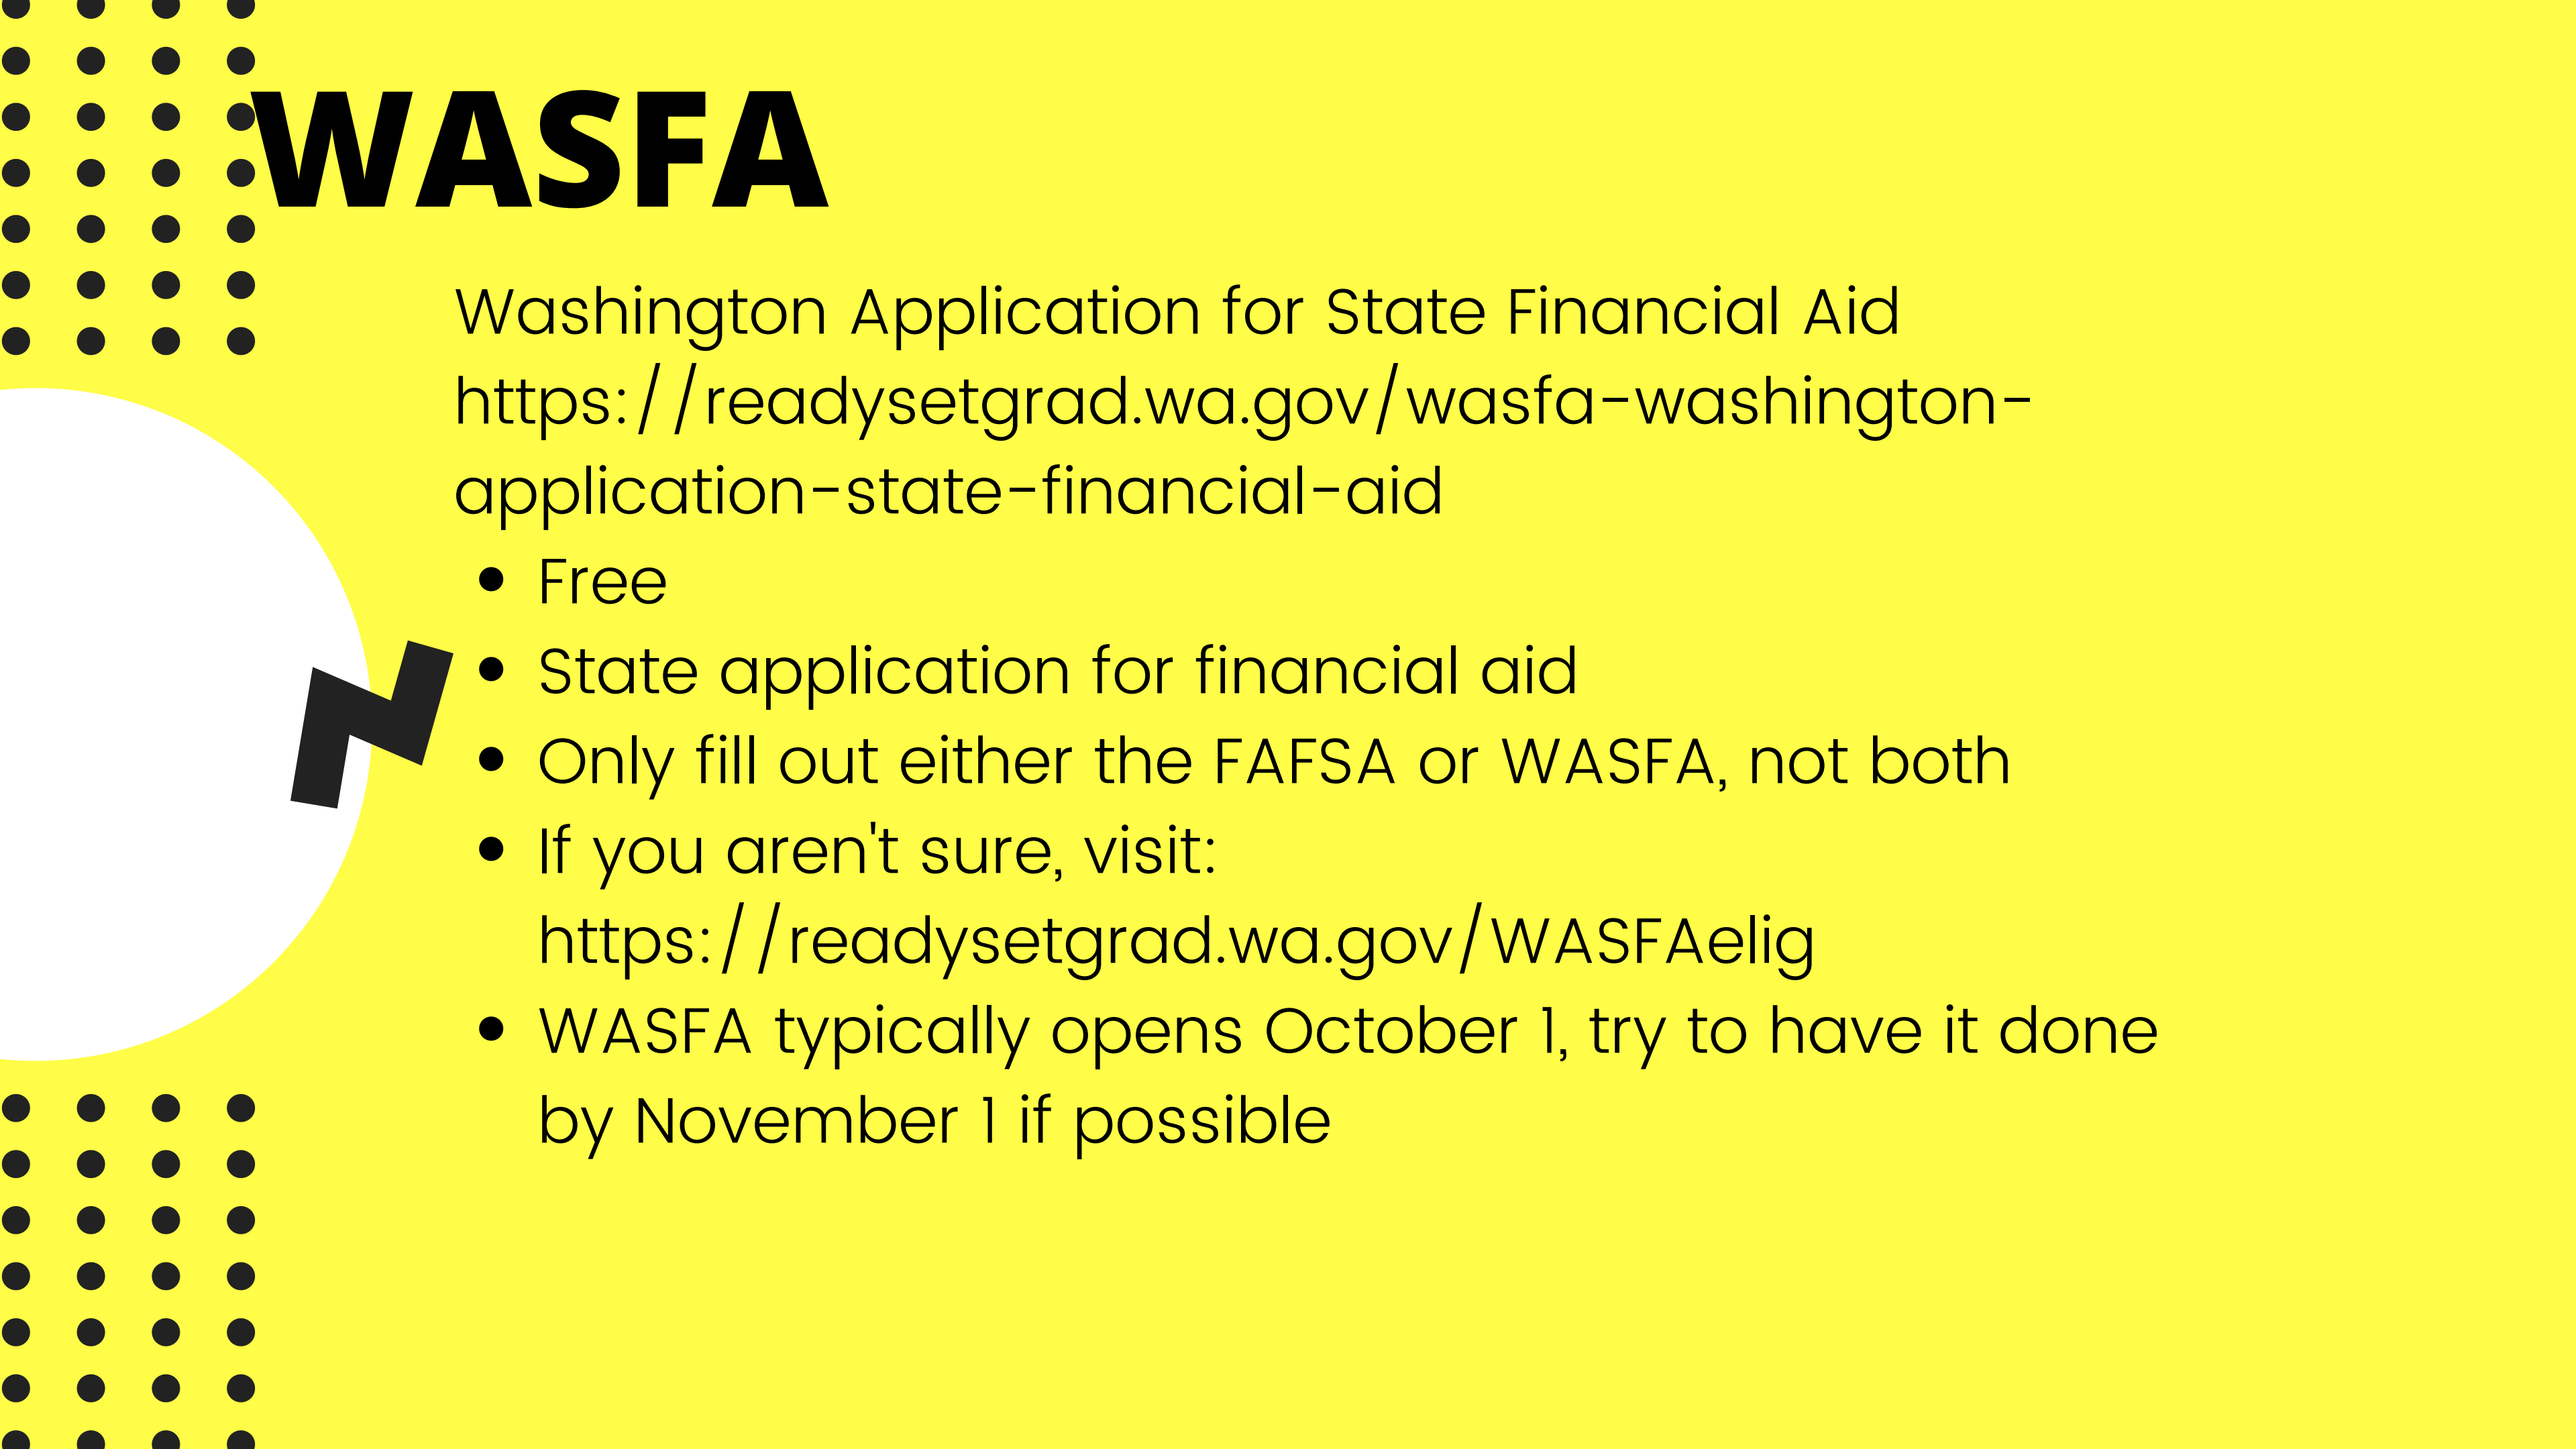 WASFA
Washington Application for State Financial Aid
https://readysetgrad.wa.gov/wasfa-washington-
application-state-financial-aid
• Free
• State application for financial aid
• Only fill out either the FAFSA or WASFA, not both
• If you aren't sure, visit:
https://readysetgrad.wa.gov/WASFAelig
• WASFA typically opens October 1, try to have it done
by November 1 if possible